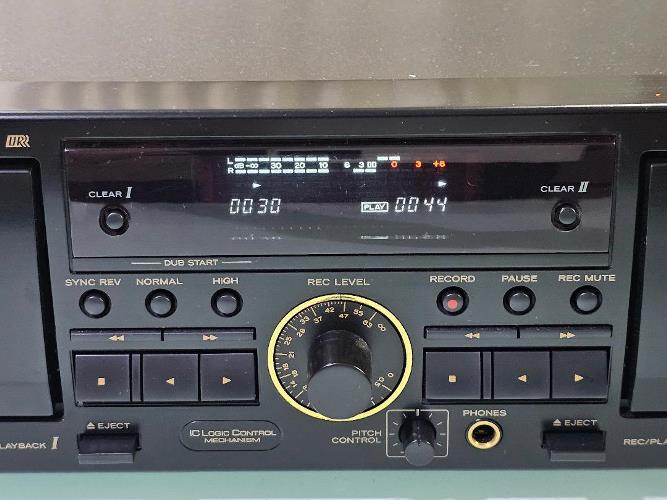 L
dB -∞ 30 20 10 6 3 0 3 +6
R
CLEAR I
0030
PLAY 0044
CLEAR II
DUB START
SYNC REV NORMAL HIGH
REC LEVEL
RECORD PAUSE REC MUTE
EJECT
IC LOGIC CONTROL
MECHANISM
PITCH
CONTROL
PHONES
EJECT
PLAYBACK I
REC/PLA